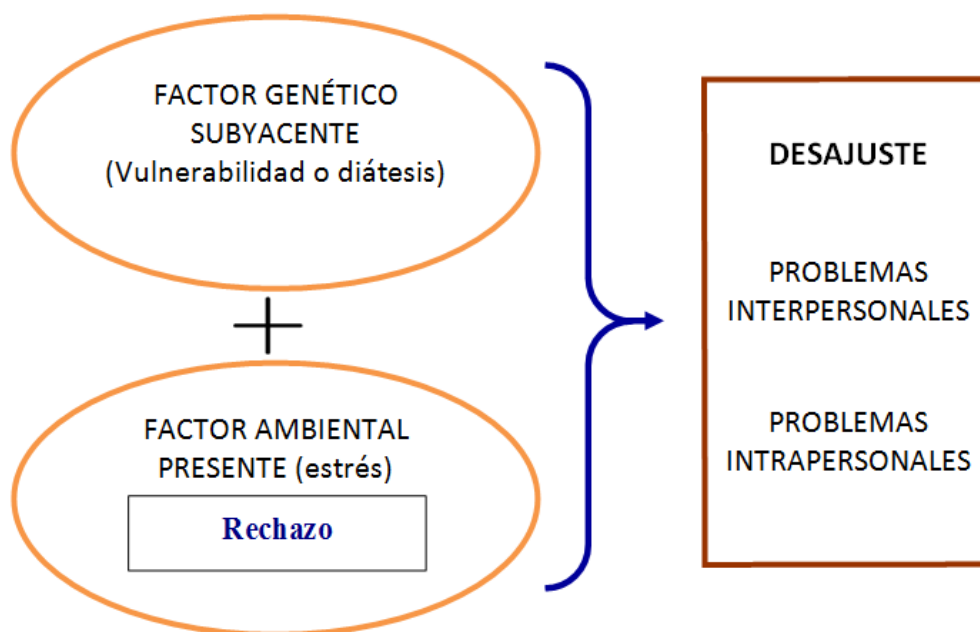 FACTOR GENÉTICO
SUBYACENTE
(Vulnerabilidad o diátesis)
+
FACTOR AMBIENTAL
PRESENTE (estrés)
Rechazo
DESAJUSTE
PROBLEMAS
INTERPERSONALES
PROBLEMAS
INTRAPERSONALES